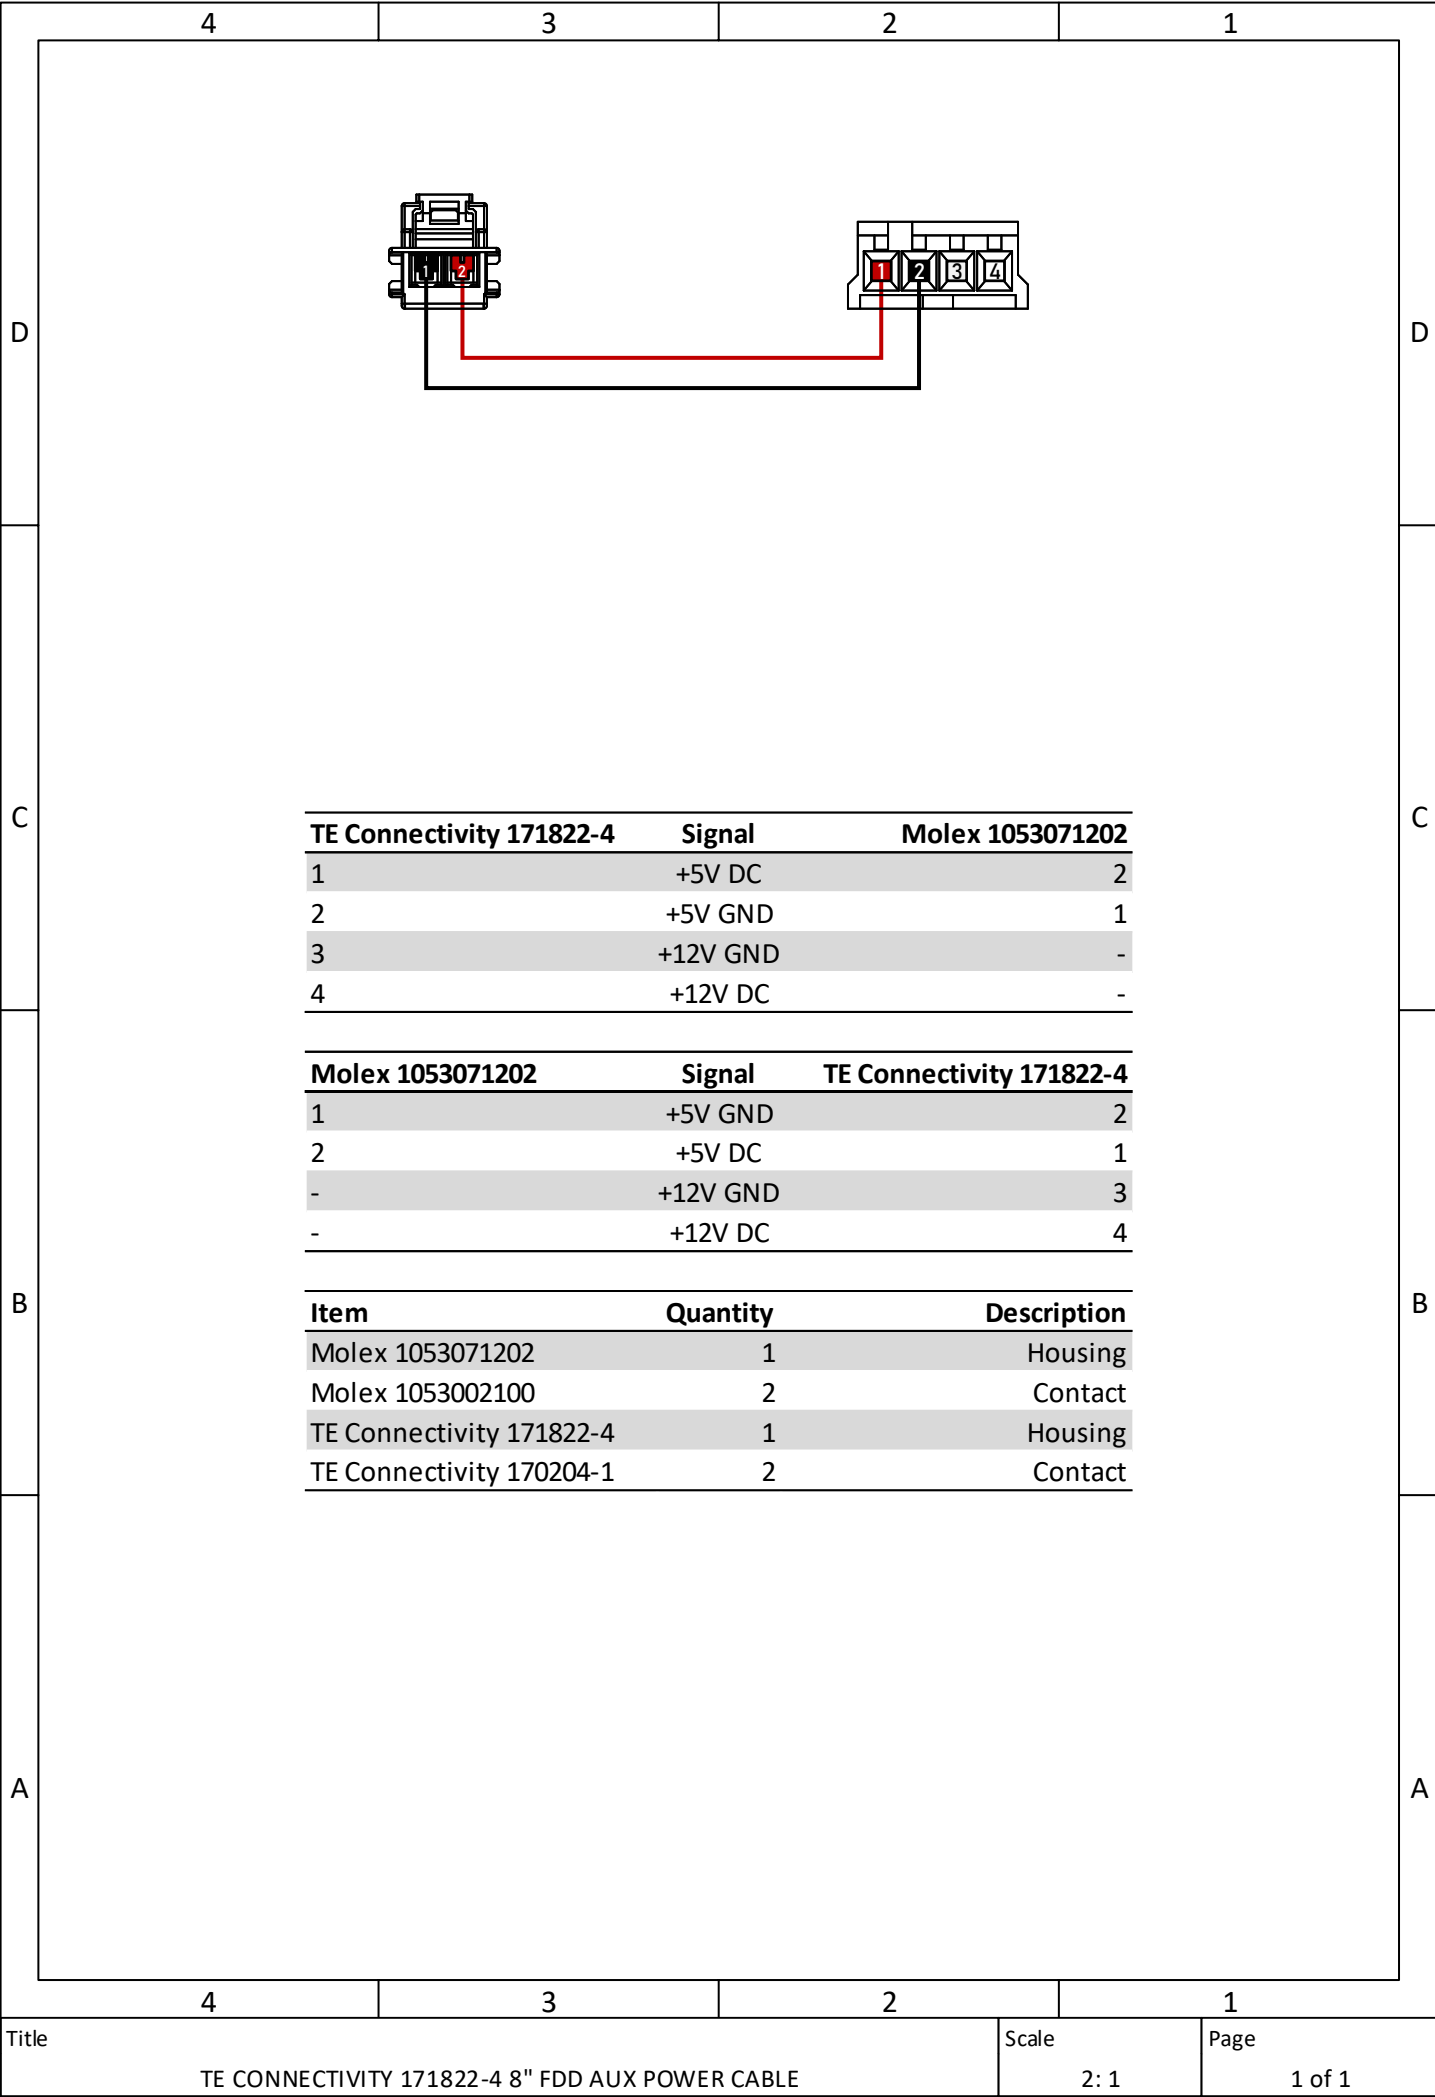 4 3 2 1
1 2 1 2 3 4
D D
C C
TE Connectivity 171822-4 Signal Molex 1053071202
1 +5V DC 2
2 +5V GND 1
3 +12V GND -
4 +12V DC -
Molex 1053071202 Signal TE Connectivity 171822-4
1 +5V GND 2
2 +5V DC 1
- +12V GND 3
- +12V DC 4
B B
Item Quantity Description
Molex 1053071202 1 Housing
Molex 1053002100 2 Contact
TE Connectivity 171822-4 1 Housing
TE Connectivity 170204-1 2 Contact
A A
4 3 2 1
Title Scale Page
TE CONNECTIVITY 171822-4 8" FDD AUX POWER CABLE 2:1 1 of 1